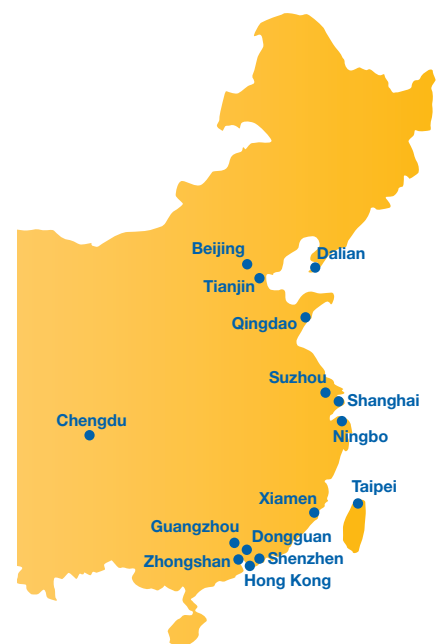 Beijing
Dalian
Tianjin
Qingdao
Suzhou
Shanghai
Chengdu
Ningbo
Taipei
Xiamen
Guangzhou
Dongguan
Zhongshan
Shenzhen
Hong Kong